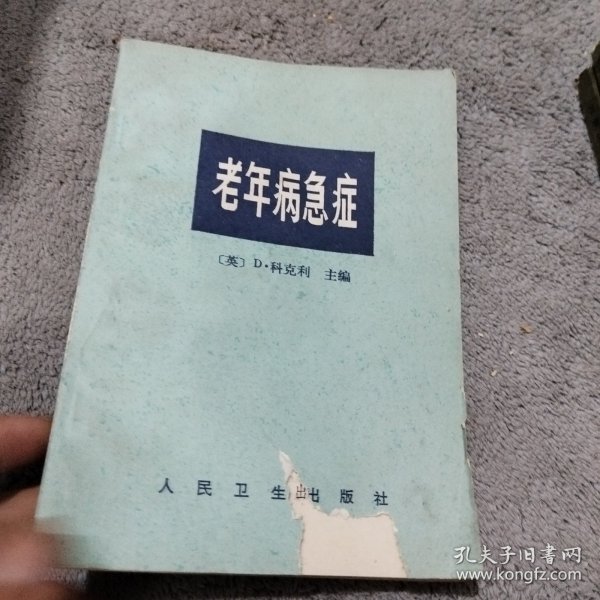 老年病急症
〔英〕 D·科克利 主编
人民卫生出版社
孔夫子旧書网
www.kongfz.com